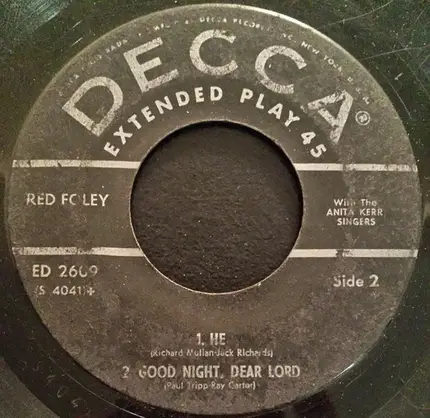 DECCA®
EXTENDED PLAY 45
RED FOLEY
With The
ANITA KERR
SINGERS
ED 2609
(S 4041)+
Side 2
1. HE
(Richard Mullan-Jack Richards)
2 GOOD NIGHT, DEAR LORD
(Paul Tripp-Ray Carter)